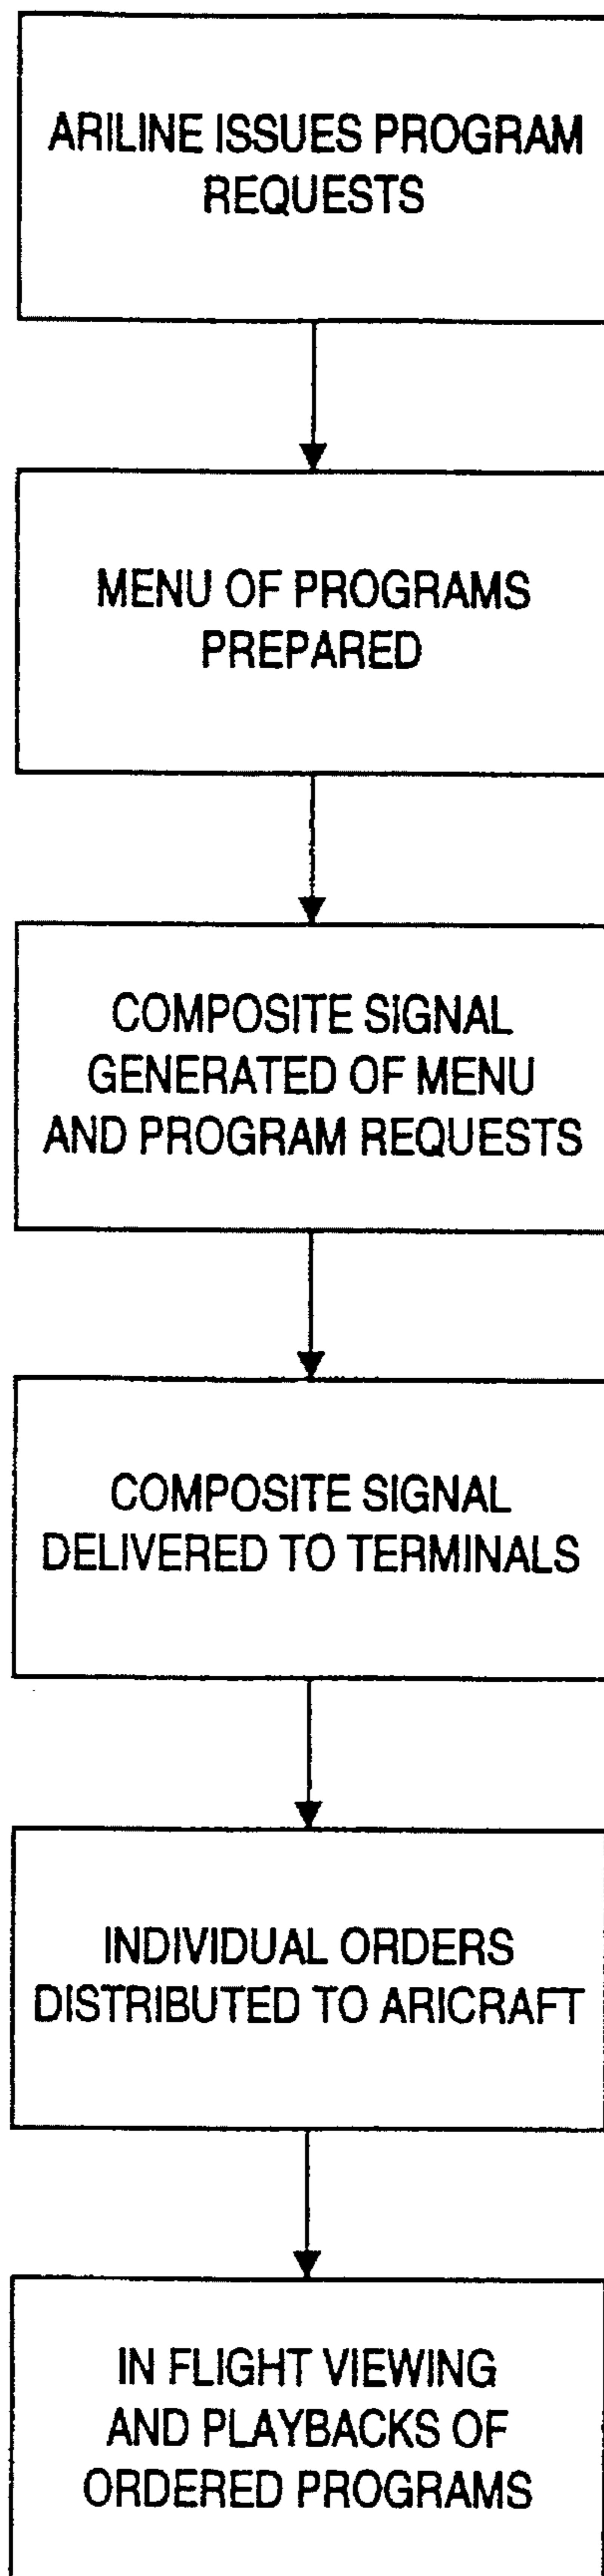 ARILINE ISSUES PROGRAM
REQUESTS
MENU OF PROGRAMS
PREPARED
COMPOSITE SIGNAL
GENERATED OF MENU
AND PROGRAM REQUESTS
COMPOSITE SIGNAL
DELIVERED TO TERMINALS
INDIVIDUAL ORDERS
DISTRIBUTED TO ARICRAFT
IN FLIGHT VIEWING
AND PLAYBACKS OF
ORDERED PROGRAMS